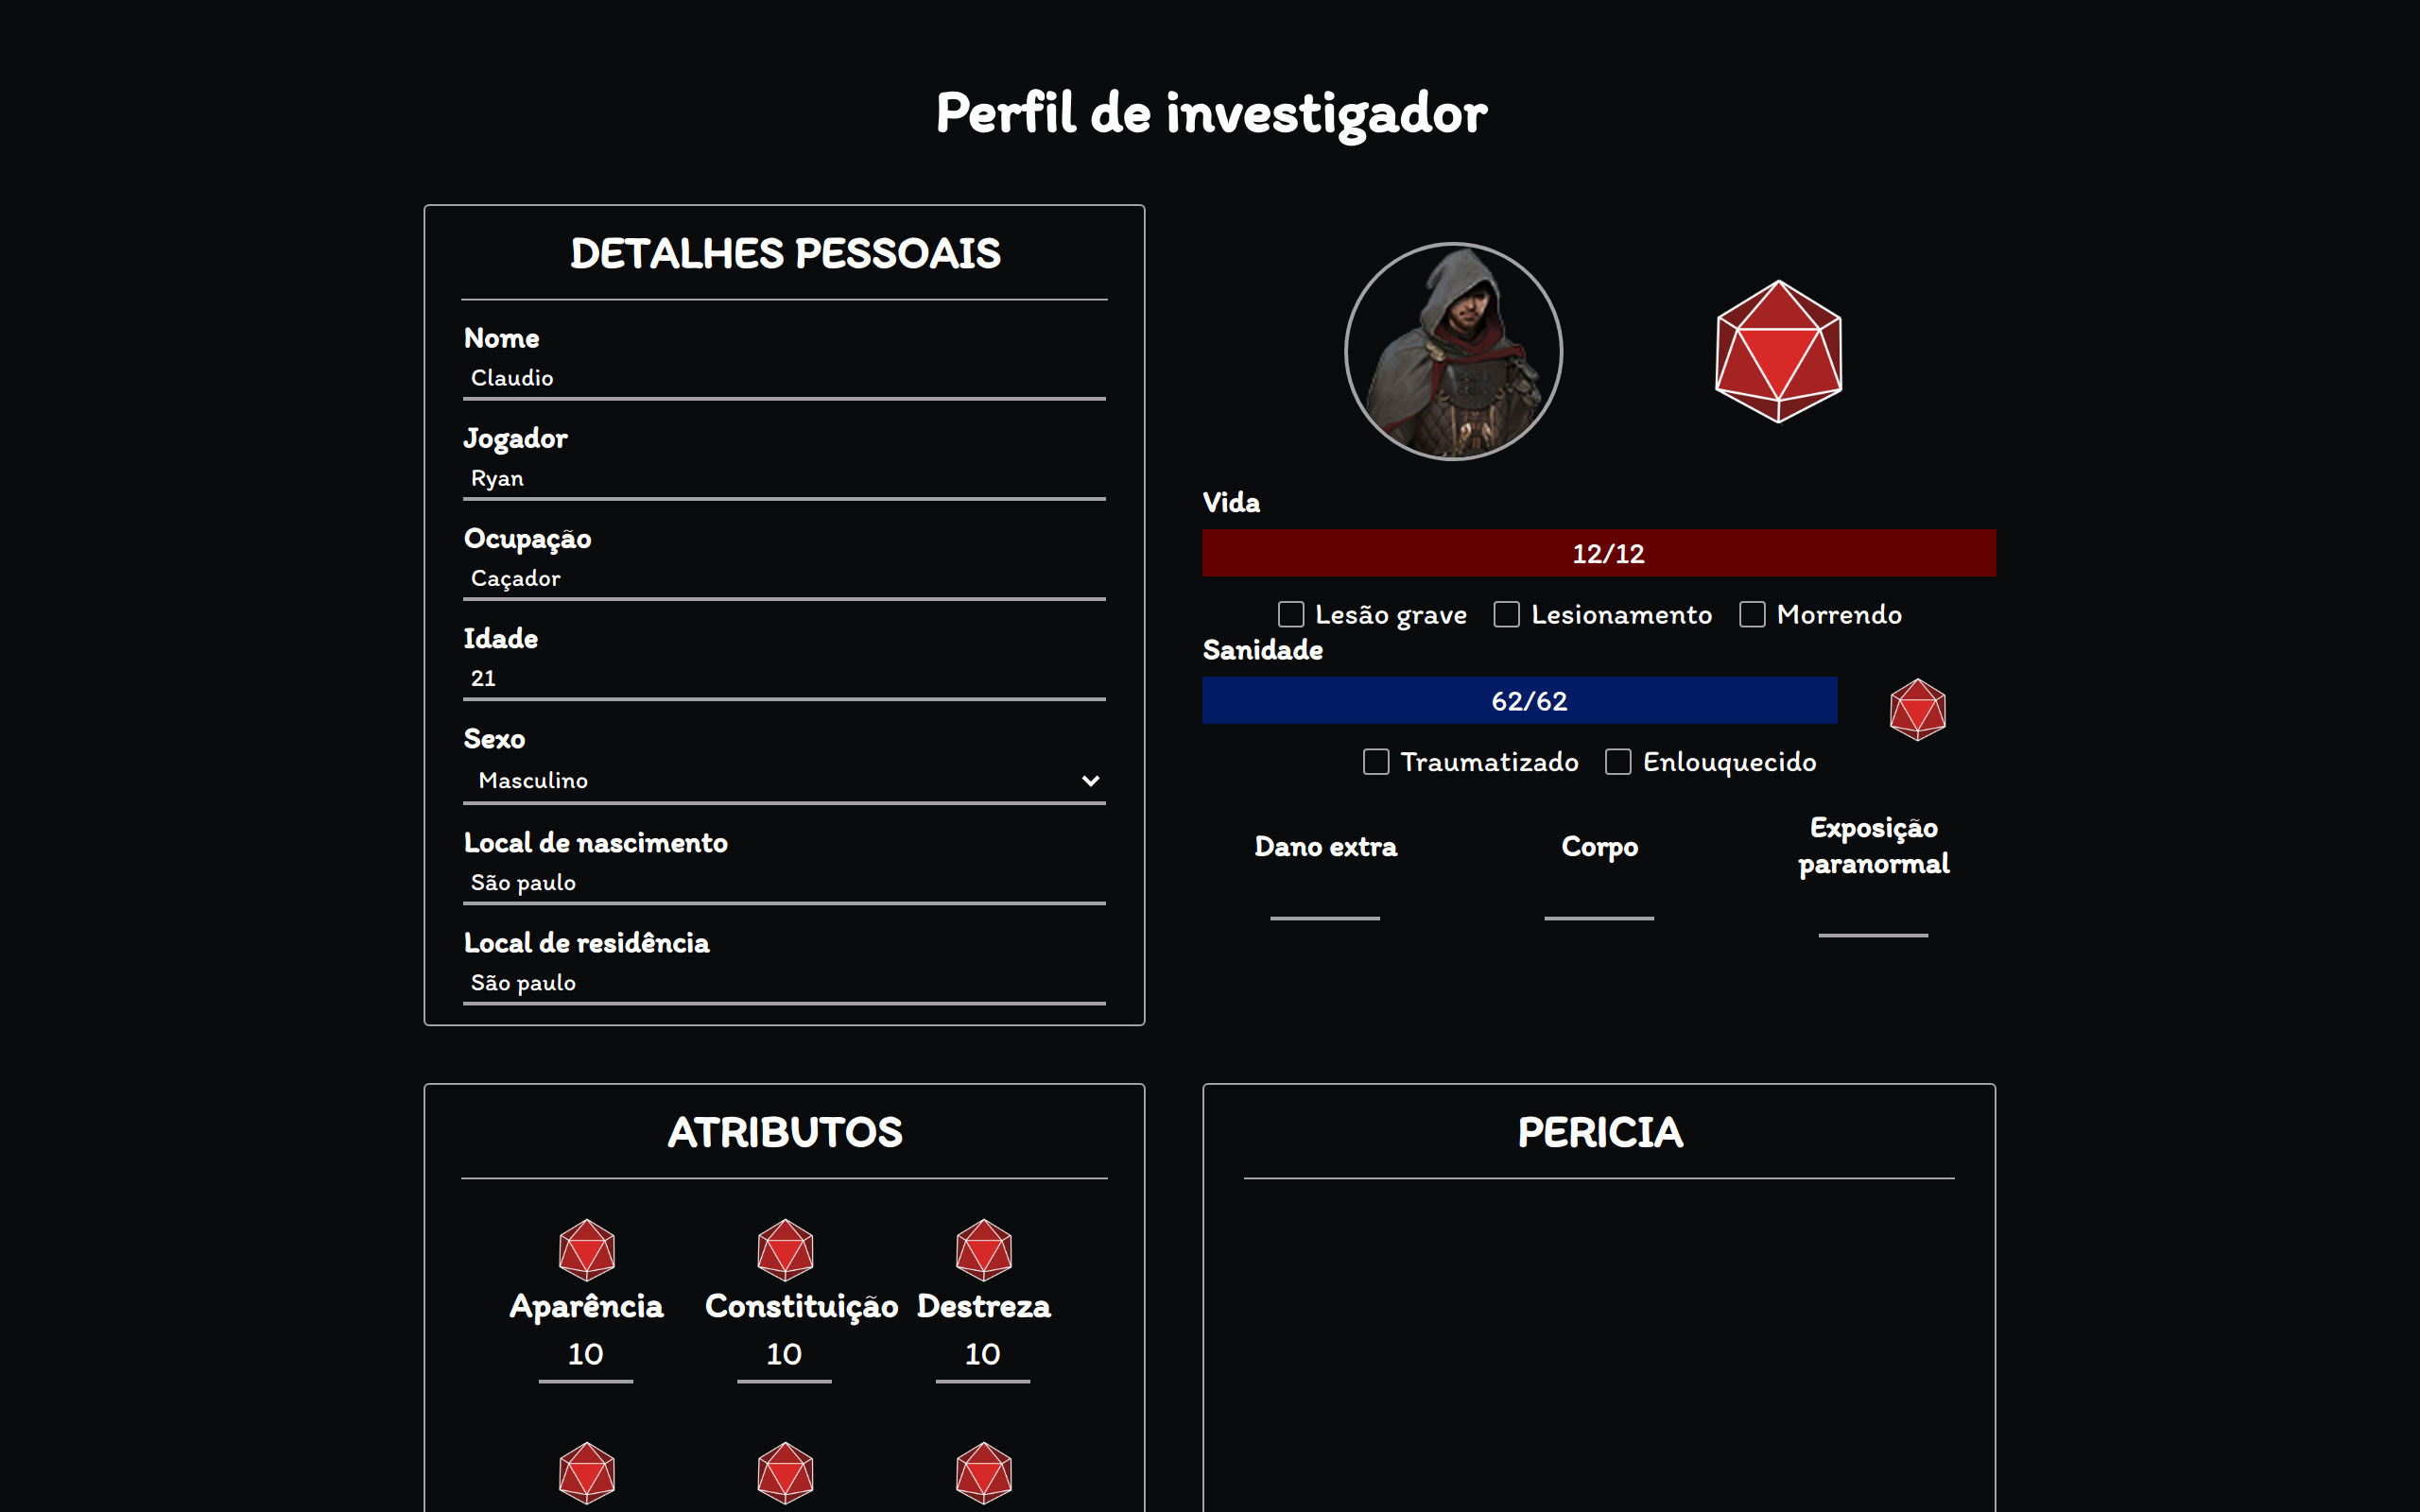 Perfil de investigador
DETALHES PESSOAIS
Nome
Claudio
Jogador
Ryan
Ocupação
Caçador
Idade
21
Sexo
Masculino
Local de nascimento
São paulo
Local de residência
São paulo
Vida
12/12
Lesão grave Lesionamento Morrendo
Sanidade
62/62
Traumatizado Enlouquecido
Dano extra Corpo Exposição
paranormal
ATRIBUTOS
Aparência Constituição Destreza
10 10 10
PERICIA